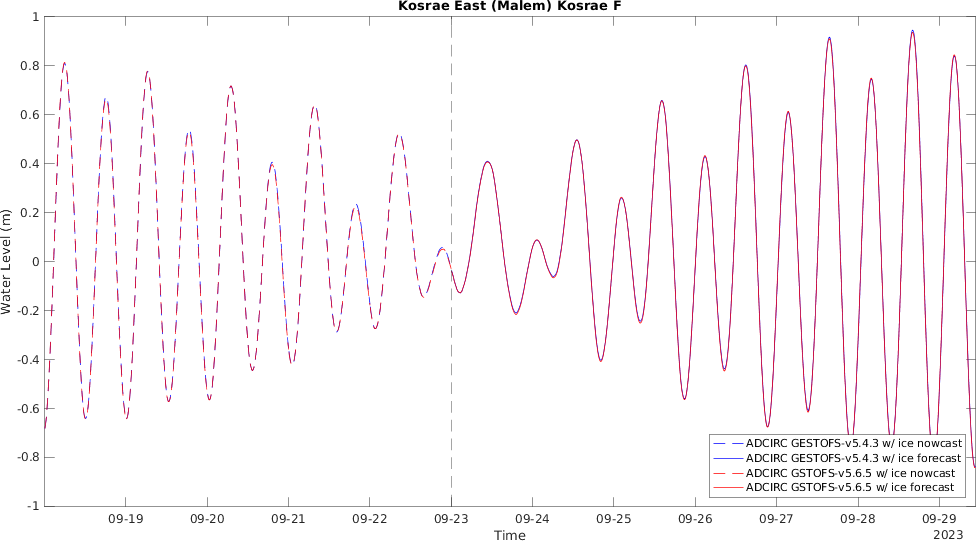 Kosrae East (Malem) Kosrae F
1
0.8
0.6
0.4
0.2
0
-0.2
-0.4
-0.6
-0.8
-1
Water Level (m)
09-19 09-20 09-21 09-22 09-23 09-24 09-25 09-26 09-27 09-28 09-29
Time
2023
ADCIRC GESTOFS-v5.4.3 w/ ice nowcast
ADCIRC GESTOFS-v5.4.3 w/ ice forecast
ADCIRC GSTOFS-v5.6.5 w/ ice nowcast
ADCIRC GSTOFS-v5.6.5 w/ ice forecast